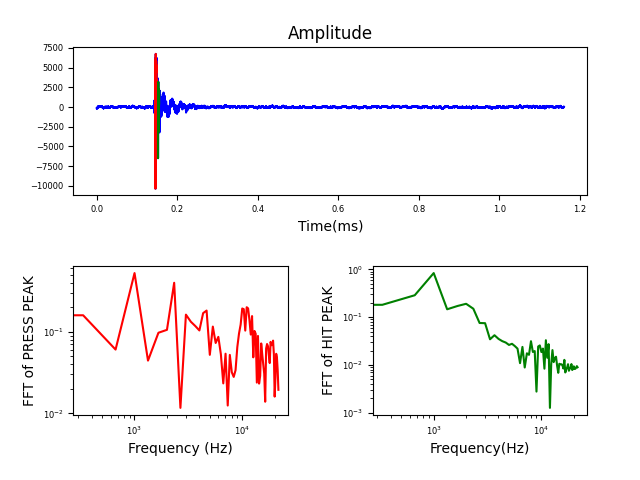 Amplitude
7500
5000
2500
0
−2500
−5000
−7500
−10000
0.0 0.2 0.4 0.6 0.8 1.0 1.2
Time(ms)
FFT of PRESS PEAK
10⁻¹
10⁻²
10³ 10⁴
Frequency (Hz)
FFT of HIT PEAK
10⁰
10⁻¹
10⁻²
10⁻³
10³ 10⁴
Frequency(Hz)